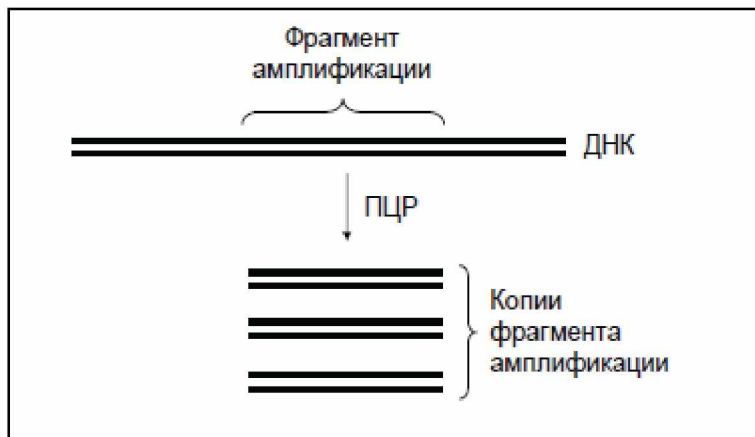 Фрагмент
амплификации
ДНК
ПЦР
Копии
фрагмента
амплификации